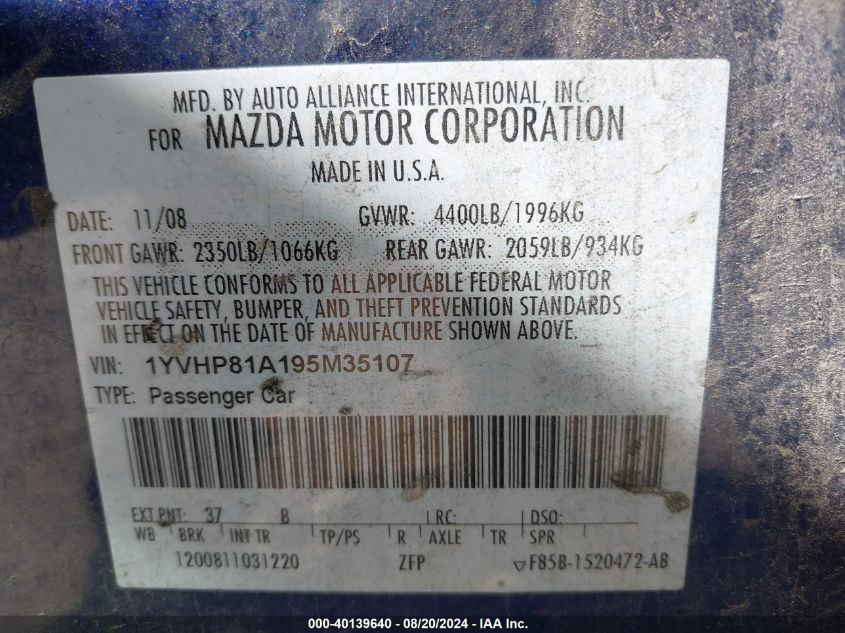 MFD. BY AUTO ALLIANCE INTERNATIONAL, INC.
FOR MAZDA MOTOR CORPORATION
MADE IN U.S.A.
DATE: 11/08 GVWR: 4400LB/1996KG
FRONT GAWR: 2350LB/1066KG REAR GAWR: 2059LB/934KG
THIS VEHICLE CONFORMS TO ALL APPLICABLE FEDERAL MOTOR
VEHICLE SAFETY, BUMPER, AND THEFT PREVENTION STANDARDS
IN EFFECT ON THE DATE OF MANUFACTURE SHOWN ABOVE.
VIN: 1YVHP81A195M35107
TYPE: Passenger Car
EXT PNT: 37 B RC: DSO:
WB BRK INT TR TP/PS R AXLE TR SPR
1200811031220 ZFP ▽F85B-1520472-AB
000-40139640 - 08/20/2024 - IAA, Inc.